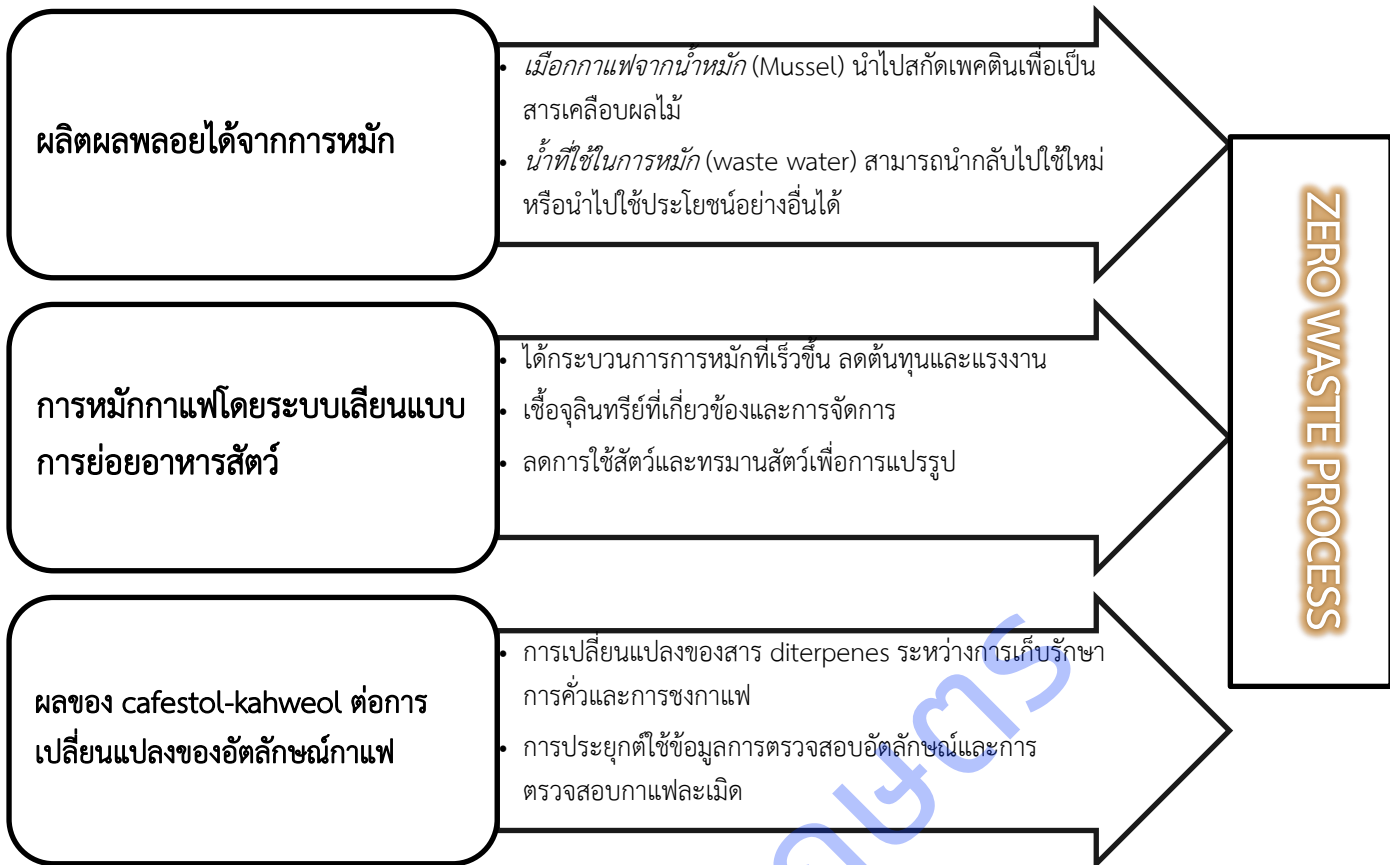 ผลิตผลพลอยได้จากการหมัก
• เมือกกาแฟจากน้ำหมัก (Mussel) นำไปสกัดเพคตินเพื่อเป็น
สารเคลือบผลไม้
• น้ำที่ใช้ในการหมัก (waste water) สามารถนำกลับไปใช้ใหม่
หรือนำไปใช้ประโยชน์อย่างอื่นได้
การหมักกาแฟโดยระบบเลียนแบบ
การย่อยอาหารสัตว์
• ได้กระบวนการการหมักที่เร็วขึ้น ลดต้นทุนและแรงงาน
• เชื้อจุลินทรีย์ที่เกี่ยวข้องและการจัดการ
• ลดการใช้สัตว์และทรมานสัตว์เพื่อการแปรรูป
ผลของ cafestol-kahweol ต่อการ
เปลี่ยนแปลงของอัตลักษณ์กาแฟ
• การเปลี่ยนแปลงของสาร diterpenes ระหว่างการเก็บรักษา
การคั่วและการชงกาแฟ
• การประยุกต์ใช้ข้อมูลการตรวจสอบอัตลักษณ์และการ
ตรวจสอบกาแฟละเมิด
ZERO WASTE PROCESS